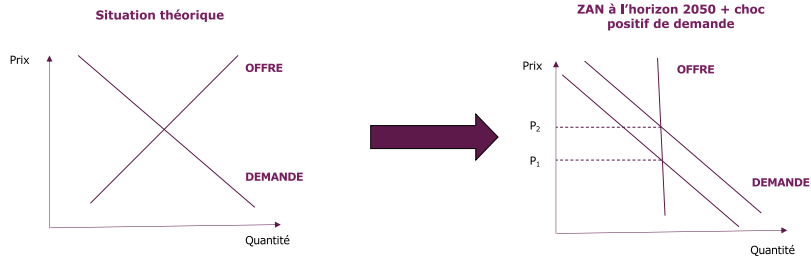 Situation théorique
Prix
OFFRE
DEMANDE
Quantité
ZAN à l'horizon 2050 + choc
positif de demande
Prix
OFFRE
P2
P1
DEMANDE
Quantité